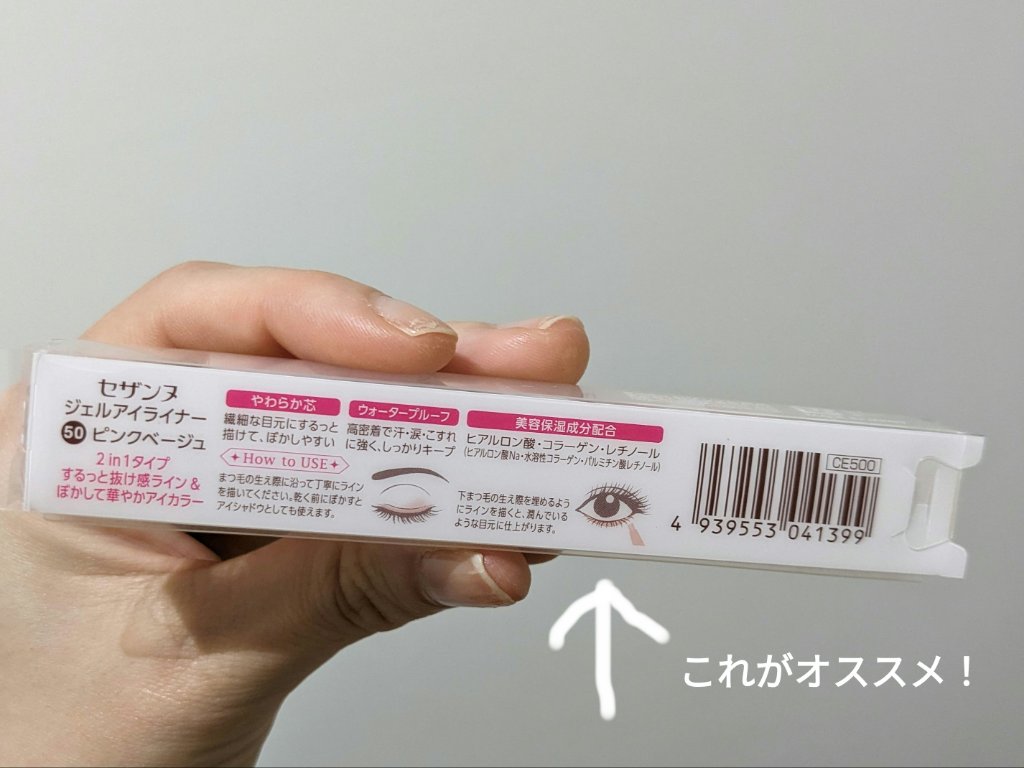 セザンヌ
ジェルアイライナー
50 ピンクベージュ
2in1タイプ
するっと抜け感ライン&
ぼかして華やかアイカラー
やわらか芯
繊細な目元にするっと
描けて、ぼかしやすい
How to USE
まつ毛の生え際に沿って丁寧にライン
を描いてください。乾く前にぼかすと
アイシャドウとしても使えます。
ウォータープルーフ
高密着で汗・涙・こすれ
に強く、しっかりキープ
美容保湿成分配合
ヒアルロン酸・コラーゲン・レチノール
(ヒアルロン酸Na・水溶性コラーゲン・パルミチン酸レチノール)
下まつ毛の生え際を埋めるよう
にラインを描くと、潤んでいる
ような目元に仕上がります。
CE500
4 939553 041399
これがオススメ!